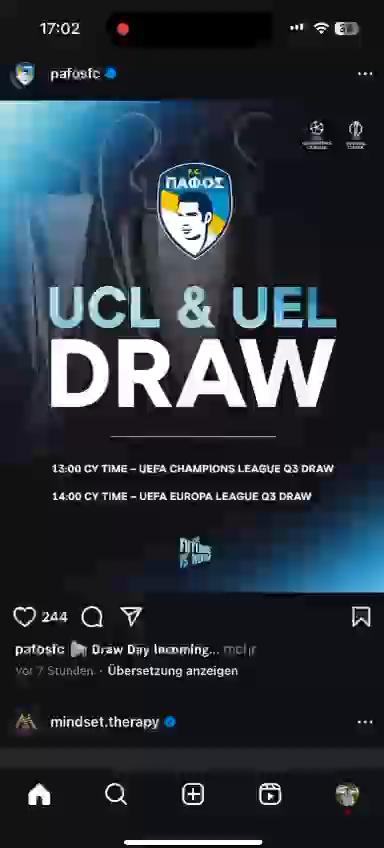 17:02
pafosfc
F.C.
ΠΑΦΟΣ
UCL & UEL
DRAW
13:00 CY TIME – UEFA CHAMPIONS LEAGUE Q3 DRAW
14:00 CY TIME – UEFA EUROPA LEAGUE Q3 DRAW
244
pafosfc Draw Day Incoming... mehr
vor 7 Stunden · Übersetzung anzeigen
mindset.therapy